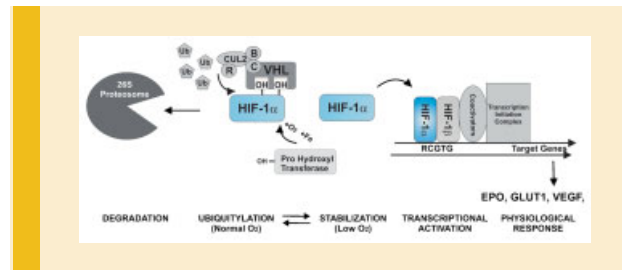 Ub
Ub
Ub
Ub
Ub
CUL2
B
C
R
VHL
OH OH
26S
Proteosome
HIF-1α
HIF-1α
+O₂ +Fe
OH
Pro Hydroxyl
Transferase
HIF-1α
HIF-1β
Coactivators
Transcription
Initiation
Complex
RCGTG
Target Genes
EPO, GLUT1, VEGF,
DEGRADATION
UBIQUITYLATION
(Normal O₂)
STABILIZATION
(Low O₂)
TRANSCRIPTIONAL
ACTIVATION
PHYSIOLOGICAL
RESPONSE